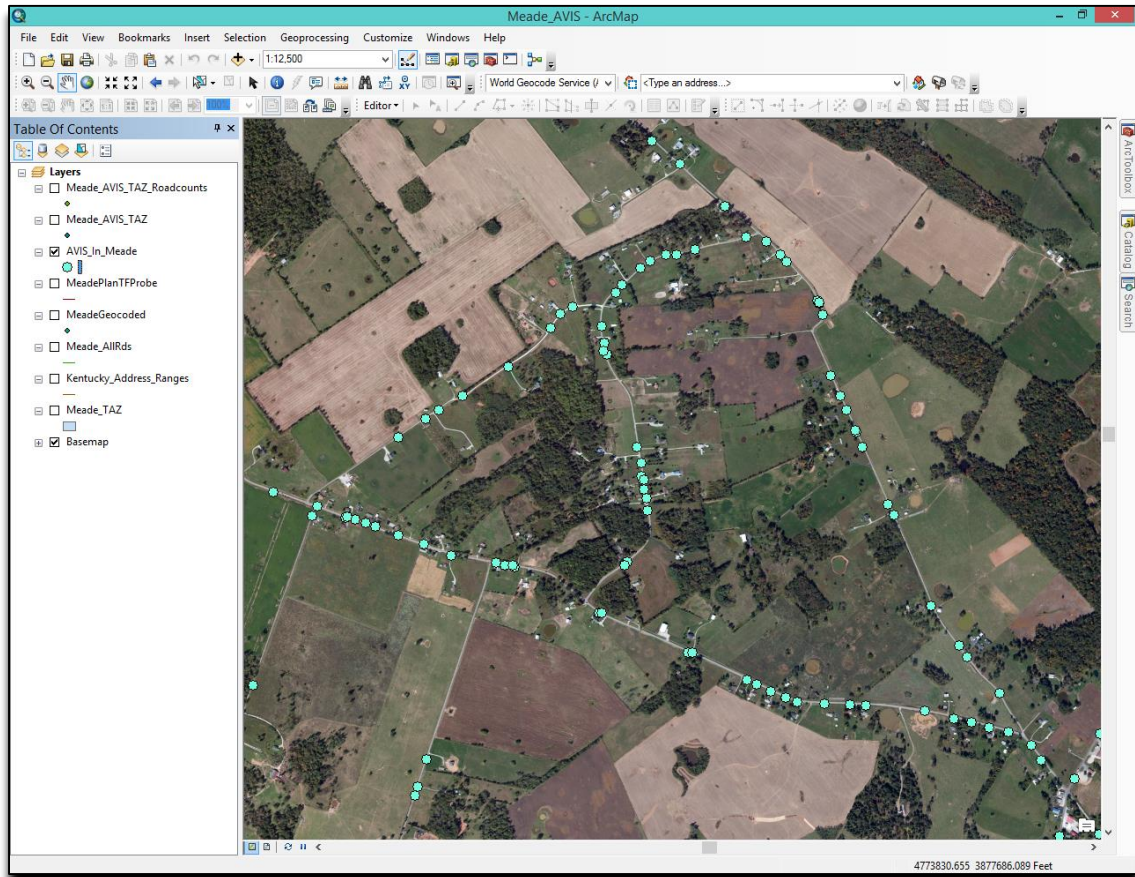 Meade_AVIS - ArcMap
File Edit View Bookmarks Insert Selection Geoprocessing Customize Windows Help
1:12,500
World Geocode Service (A
<Type an address...>
100%
Editor
Table Of Contents
Layers
Meade_AVIS_TAZ_Roadcounts
Meade_AVIS_TAZ
AVIS_In_Meade
MeadePlanTFProbe
MeadeGeocoded
Meade_AllRds
Kentucky_Address_Ranges
Meade_TAZ
Basemap
ArcToolbox
Catalog
Search
4773830.655 3877686.089 Feet